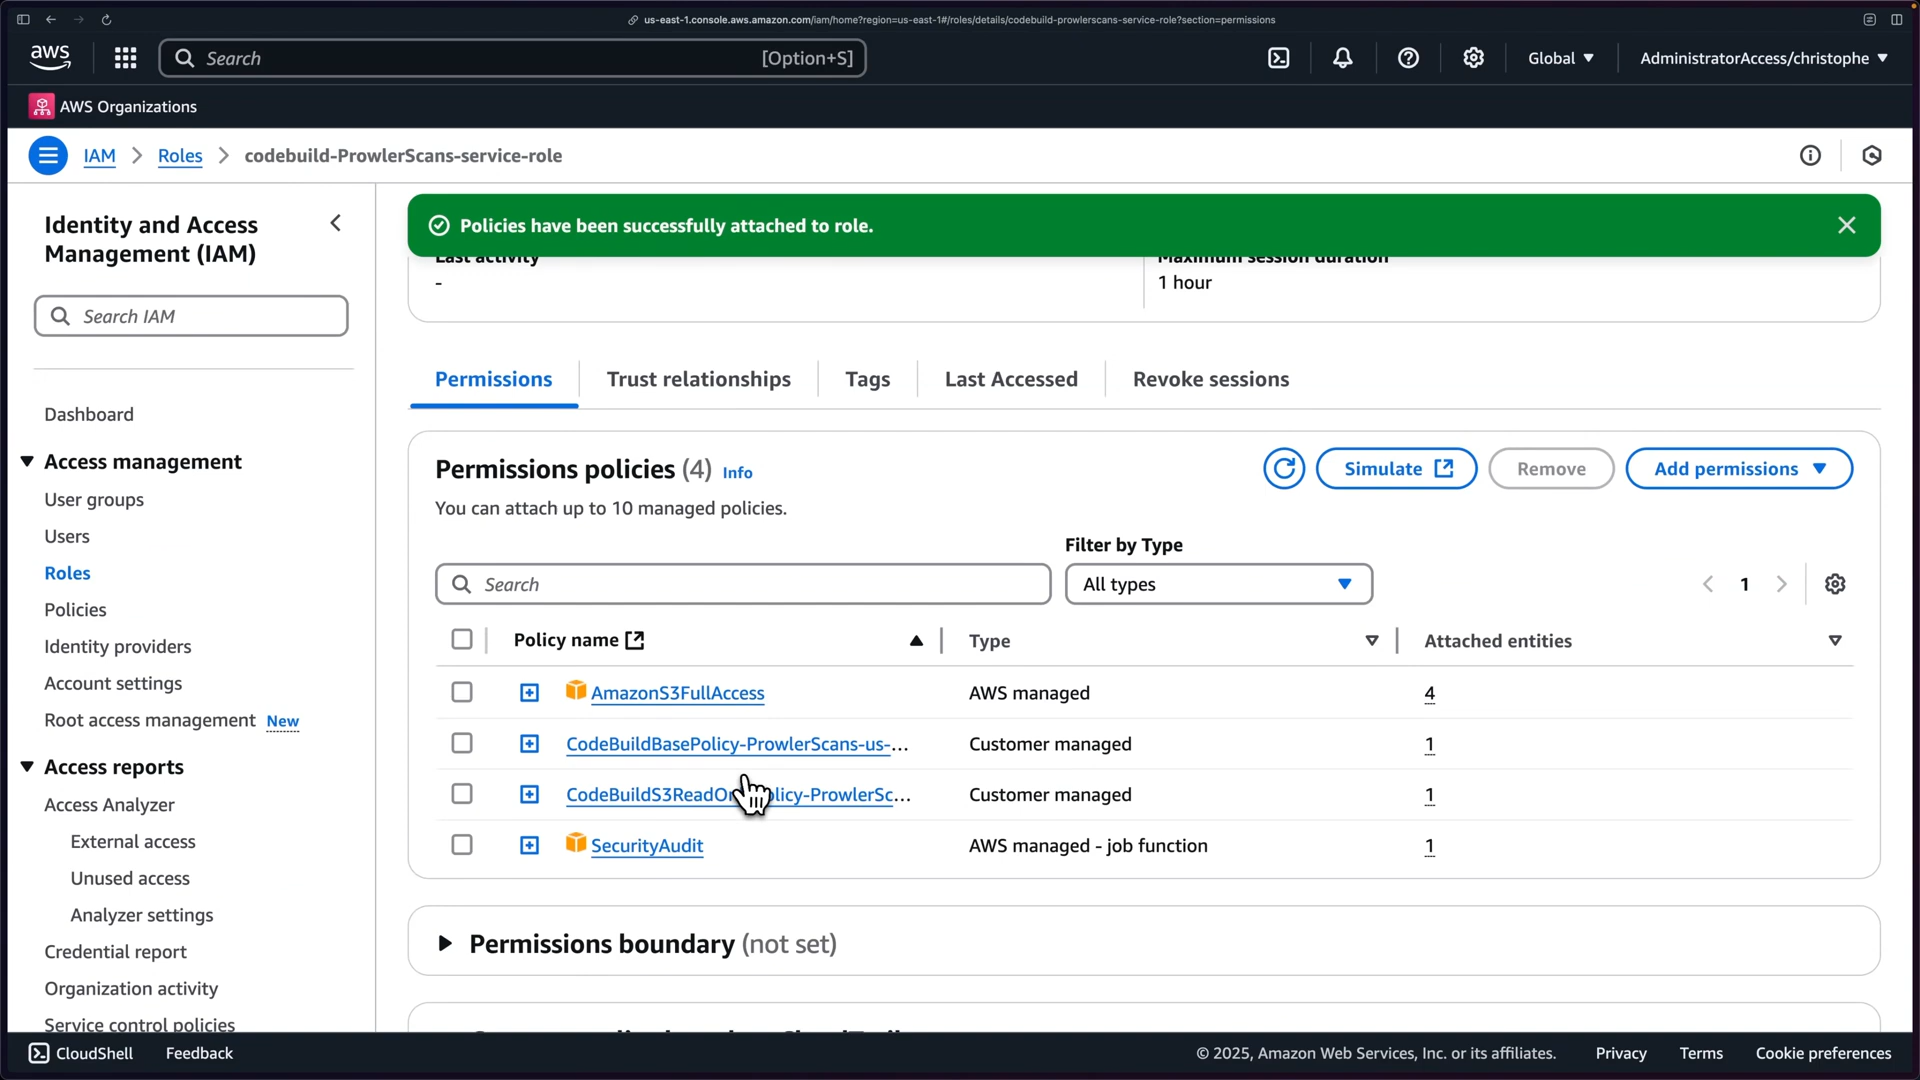 us-east-1.console.aws.amazon.com/iam/home?region=us-east-1#/roles/details/codebuild-prowlerscans-service-role?section=permissions
aws
Search
[Option+S]
Global
AdministratorAccess/christophe
AWS Organizations
IAM
Roles
codebuild-ProwlerScans-service-role
Identity and Access
Management (IAM)
Search IAM
Dashboard
Access management
User groups
Users
Roles
Policies
Identity providers
Account settings
Root access management New
Access reports
Access Analyzer
External access
Unused access
Analyzer settings
Credential report
Organization activity
Service control policies
Policies have been successfully attached to role.
Last activity
-
Maximum session duration
1 hour
Permissions
Trust relationships
Tags
Last Accessed
Revoke sessions
Permissions policies (4) Info
Simulate
Remove
Add permissions
You can attach up to 10 managed policies.
Filter by Type
Search
All types
1
Policy name
Type
Attached entities
AmazonS3FullAccess
AWS managed
4
CodeBuildBasePolicy-ProwlerScans-us-...
Customer managed
1
CodeBuildS3ReadOn olicy-ProwlerSc...
Customer managed
1
SecurityAudit
AWS managed - job function
1
Permissions boundary (not set)
CloudShell
Feedback
© 2025, Amazon Web Services, Inc. or its affiliates.
Privacy
Terms
Cookie preferences